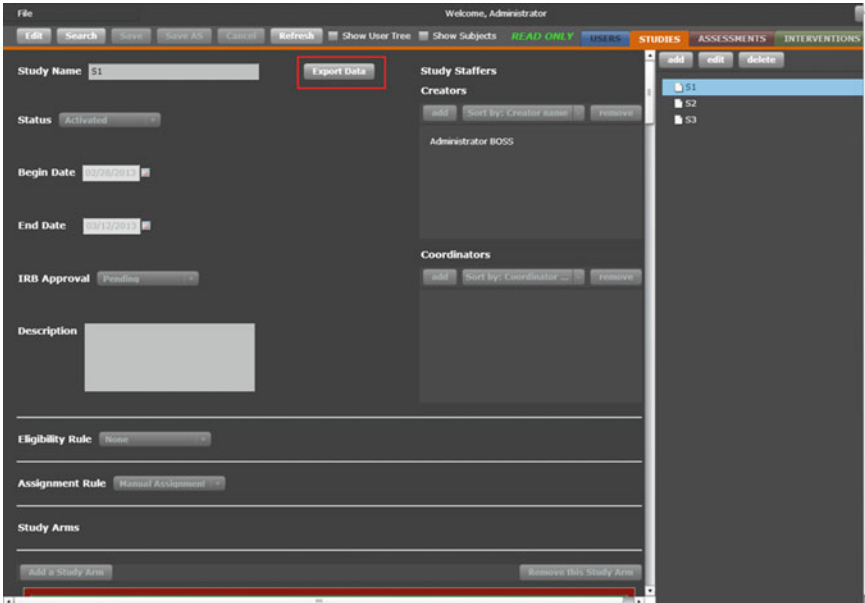 File
Welcome, Administrator
Edit Search Save Save AS Cancel Refresh Show User Tree Show Subjects READ ONLY USERS STUDIES ASSESSMENTS INTERVENTIONS
Study Name S1
Export Data
Study Staffers
add edit delete
Creators
S1
S2
S3
Status Activated
add Sort by: Creator name remove
Administrator BOSS
Begin Date 02/28/2013
End Date 03/12/2013
Coordinators
IRB Approval Pending
add Sort by: Coordinator ... remove
Description
Eligibility Rule None
Assignment Rule Manual Assignment
Study Arms
Add a Study Arm
Remove this Study Arm